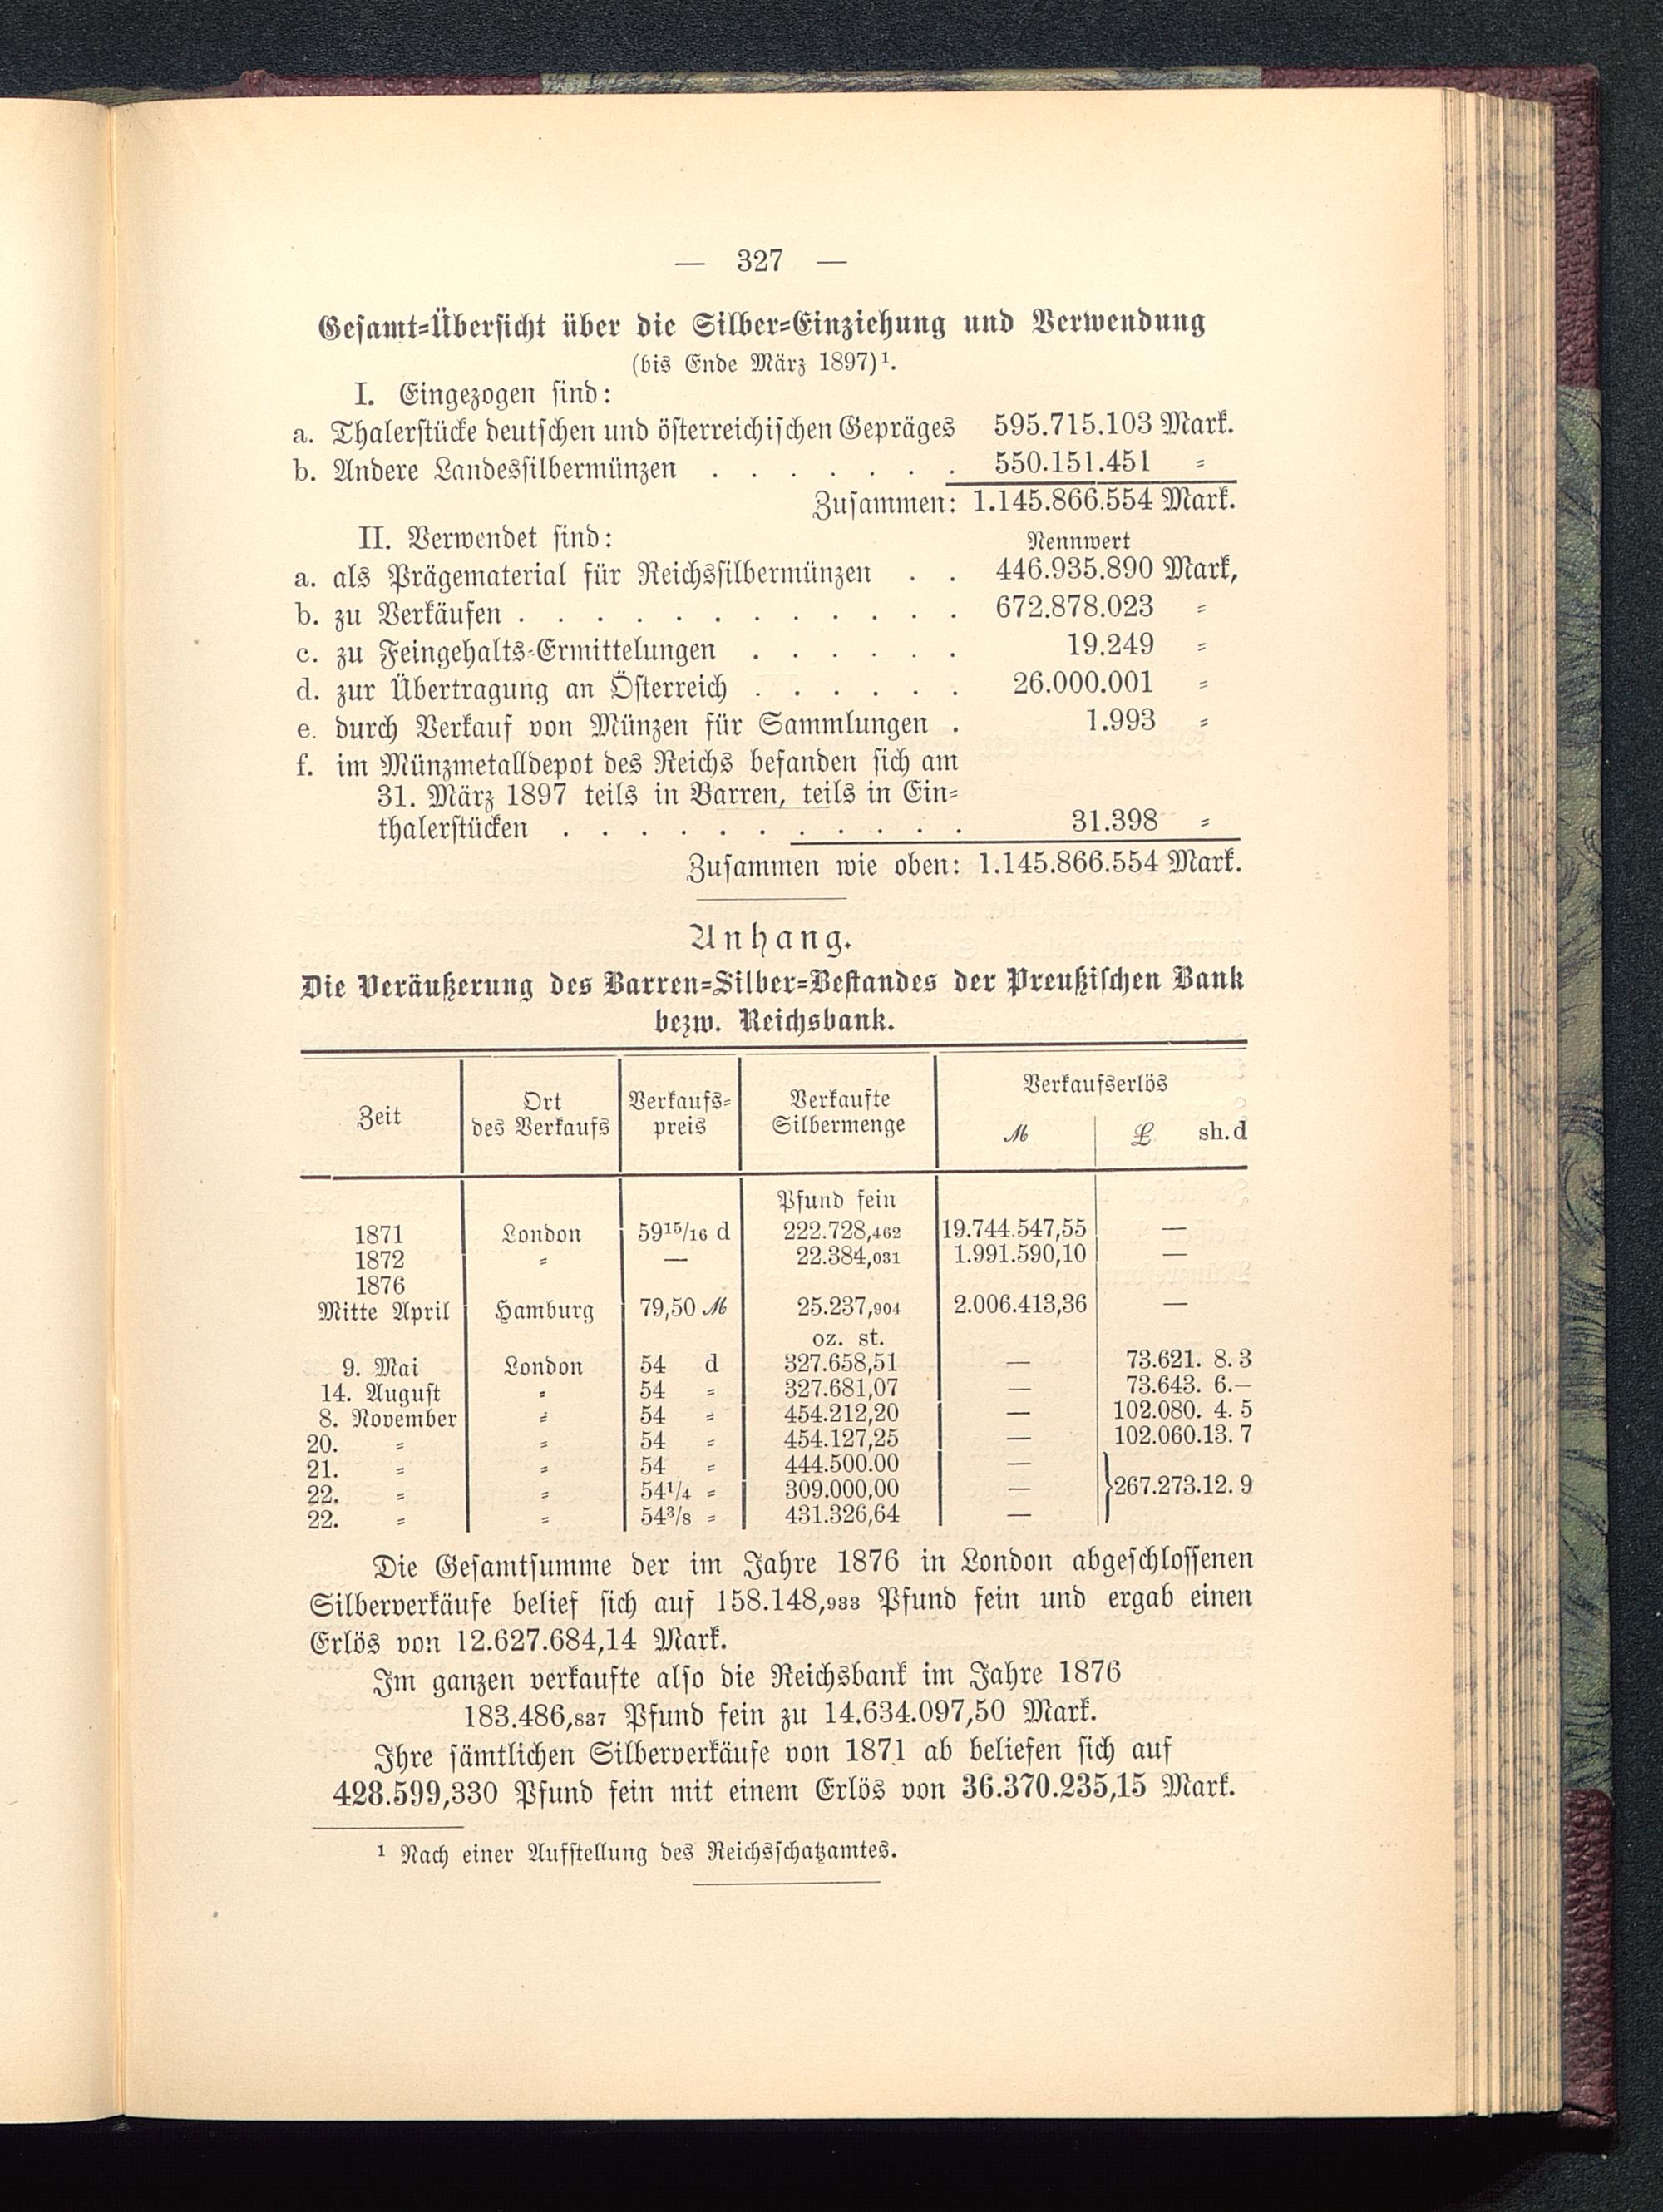 — 327 —
Gesamt-Übersicht über die Silber-Einziehung und Verwendung
(bis Ende März 1897)¹.
I. Eingezogen sind:
a. Thalerstücke deutschen und österreichischen Gepräges 595.715.103 Mark.
b. Andere Landessilbermünzen . . . . . . . 550.151.451 =
Zusammen: 1.145.866.554 Mark.
II. Verwendet sind: Nennwert
a. als Prägematerial für Reichssilbermünzen . . 446.935.890 Mark,
b. zu Verkäufen . . . . . . . . . . . . 672.878.023 =
c. zu Feingehalts-Ermittelungen . . . . . . 19.249 =
d. zur Übertragung an Österreich . . . . . . 26.000.001 =
e. durch Verkauf von Münzen für Sammlungen . 1.993 =
f. im Münzmetalldepot des Reichs befanden sich am
31. März 1897 teils in Barren, teils in Ein-
thalerstücken . . . . . . . . . . . 31.398 =
Zusammen wie oben: 1.145.866.554 Mark.
Anhang.
Die Veräußerung des Barren-Silber-Bestandes der Preußischen Bank
bezw. Reichsbank.
Zeit Ort des Verkaufs Verkaufs-preis Verkaufte Silbermenge Verkaufserlös
ℳ £ sh. d
Pfund fein
1871 London 59¹⁵/₁₆ d 222.728,462 19.744.547,55 —
1872 = — 22.384,031 1.991.590,10 —
1876
Mitte April Hamburg 79,50 ℳ 25.237,904 2.006.413,36 —
oz. st.
9. Mai London 54 d 327.658,51 — 73.621. 8. 3
14. August = 54 = 327.681,07 — 73.643. 6.—
8. November = 54 = 454.212,20 — 102.080. 4. 5
20. = = 54 = 454.127,25 — 102.060.13. 7
21. = = 54 = 444.500.00 —
22. = = 54¹/₄ = 309.000,00 — }267.273.12. 9
22. = = 54³/₈ = 431.326,64 —
Die Gesamtsumme der im Jahre 1876 in London abgeschlossenen
Silberverkäufe belief sich auf 158.148,933 Pfund fein und ergab einen
Erlös von 12.627.684,14 Mark.
Im ganzen verkaufte also die Reichsbank im Jahre 1876
183.486,837 Pfund fein zu 14.634.097,50 Mark.
Ihre sämtlichen Silberverkäufe von 1871 ab beliefen sich auf
428.599,330 Pfund fein mit einem Erlös von 36.370.235,15 Mark.
¹ Nach einer Aufstellung des Reichsschatzamtes.